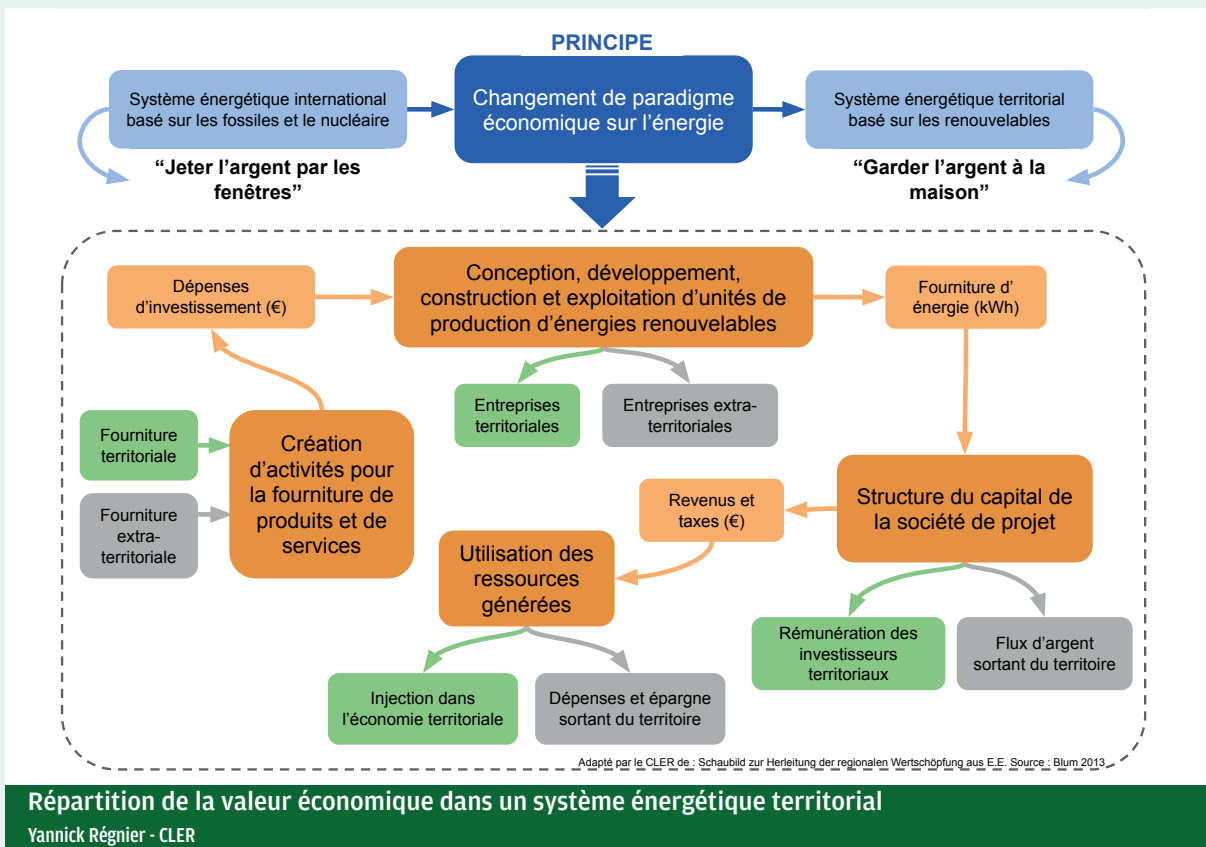 PRINCIPE
Système énergétique international
basé sur les fossiles et le nucléaire
Changement de paradigme
économique sur l’énergie
Système énergétique territorial
basé sur les renouvelables
“Jeter l’argent par les
fenêtres”
“Garder l’argent à la
maison”
Dépenses
d’investissement (€)
Conception, développement,
construction et exploitation d’unités de
production d’énergies renouvelables
Fourniture d’
énergie (kWh)
Entreprises
territoriales
Entreprises extra-
territoriales
Fourniture
territoriale
Fourniture
extra-
territoriale
Création
d’activités pour
la fourniture de
produits et de
services
Structure du capital de
la société de projet
Revenus et
taxes (€)
Utilisation des
ressources
générées
Rémunération des
investisseurs
territoriaux
Flux d’argent
sortant du territoire
Injection dans
l’économie territoriale
Dépenses et épargne
sortant du territoire
Adapté par le CLER de : Schaubild zur Herleitung der regionalen Wertschöpfung aus E.E. Source : Blum 2013
Répartition de la valeur économique dans un système énergétique territorial
Yannick Régnier - CLER